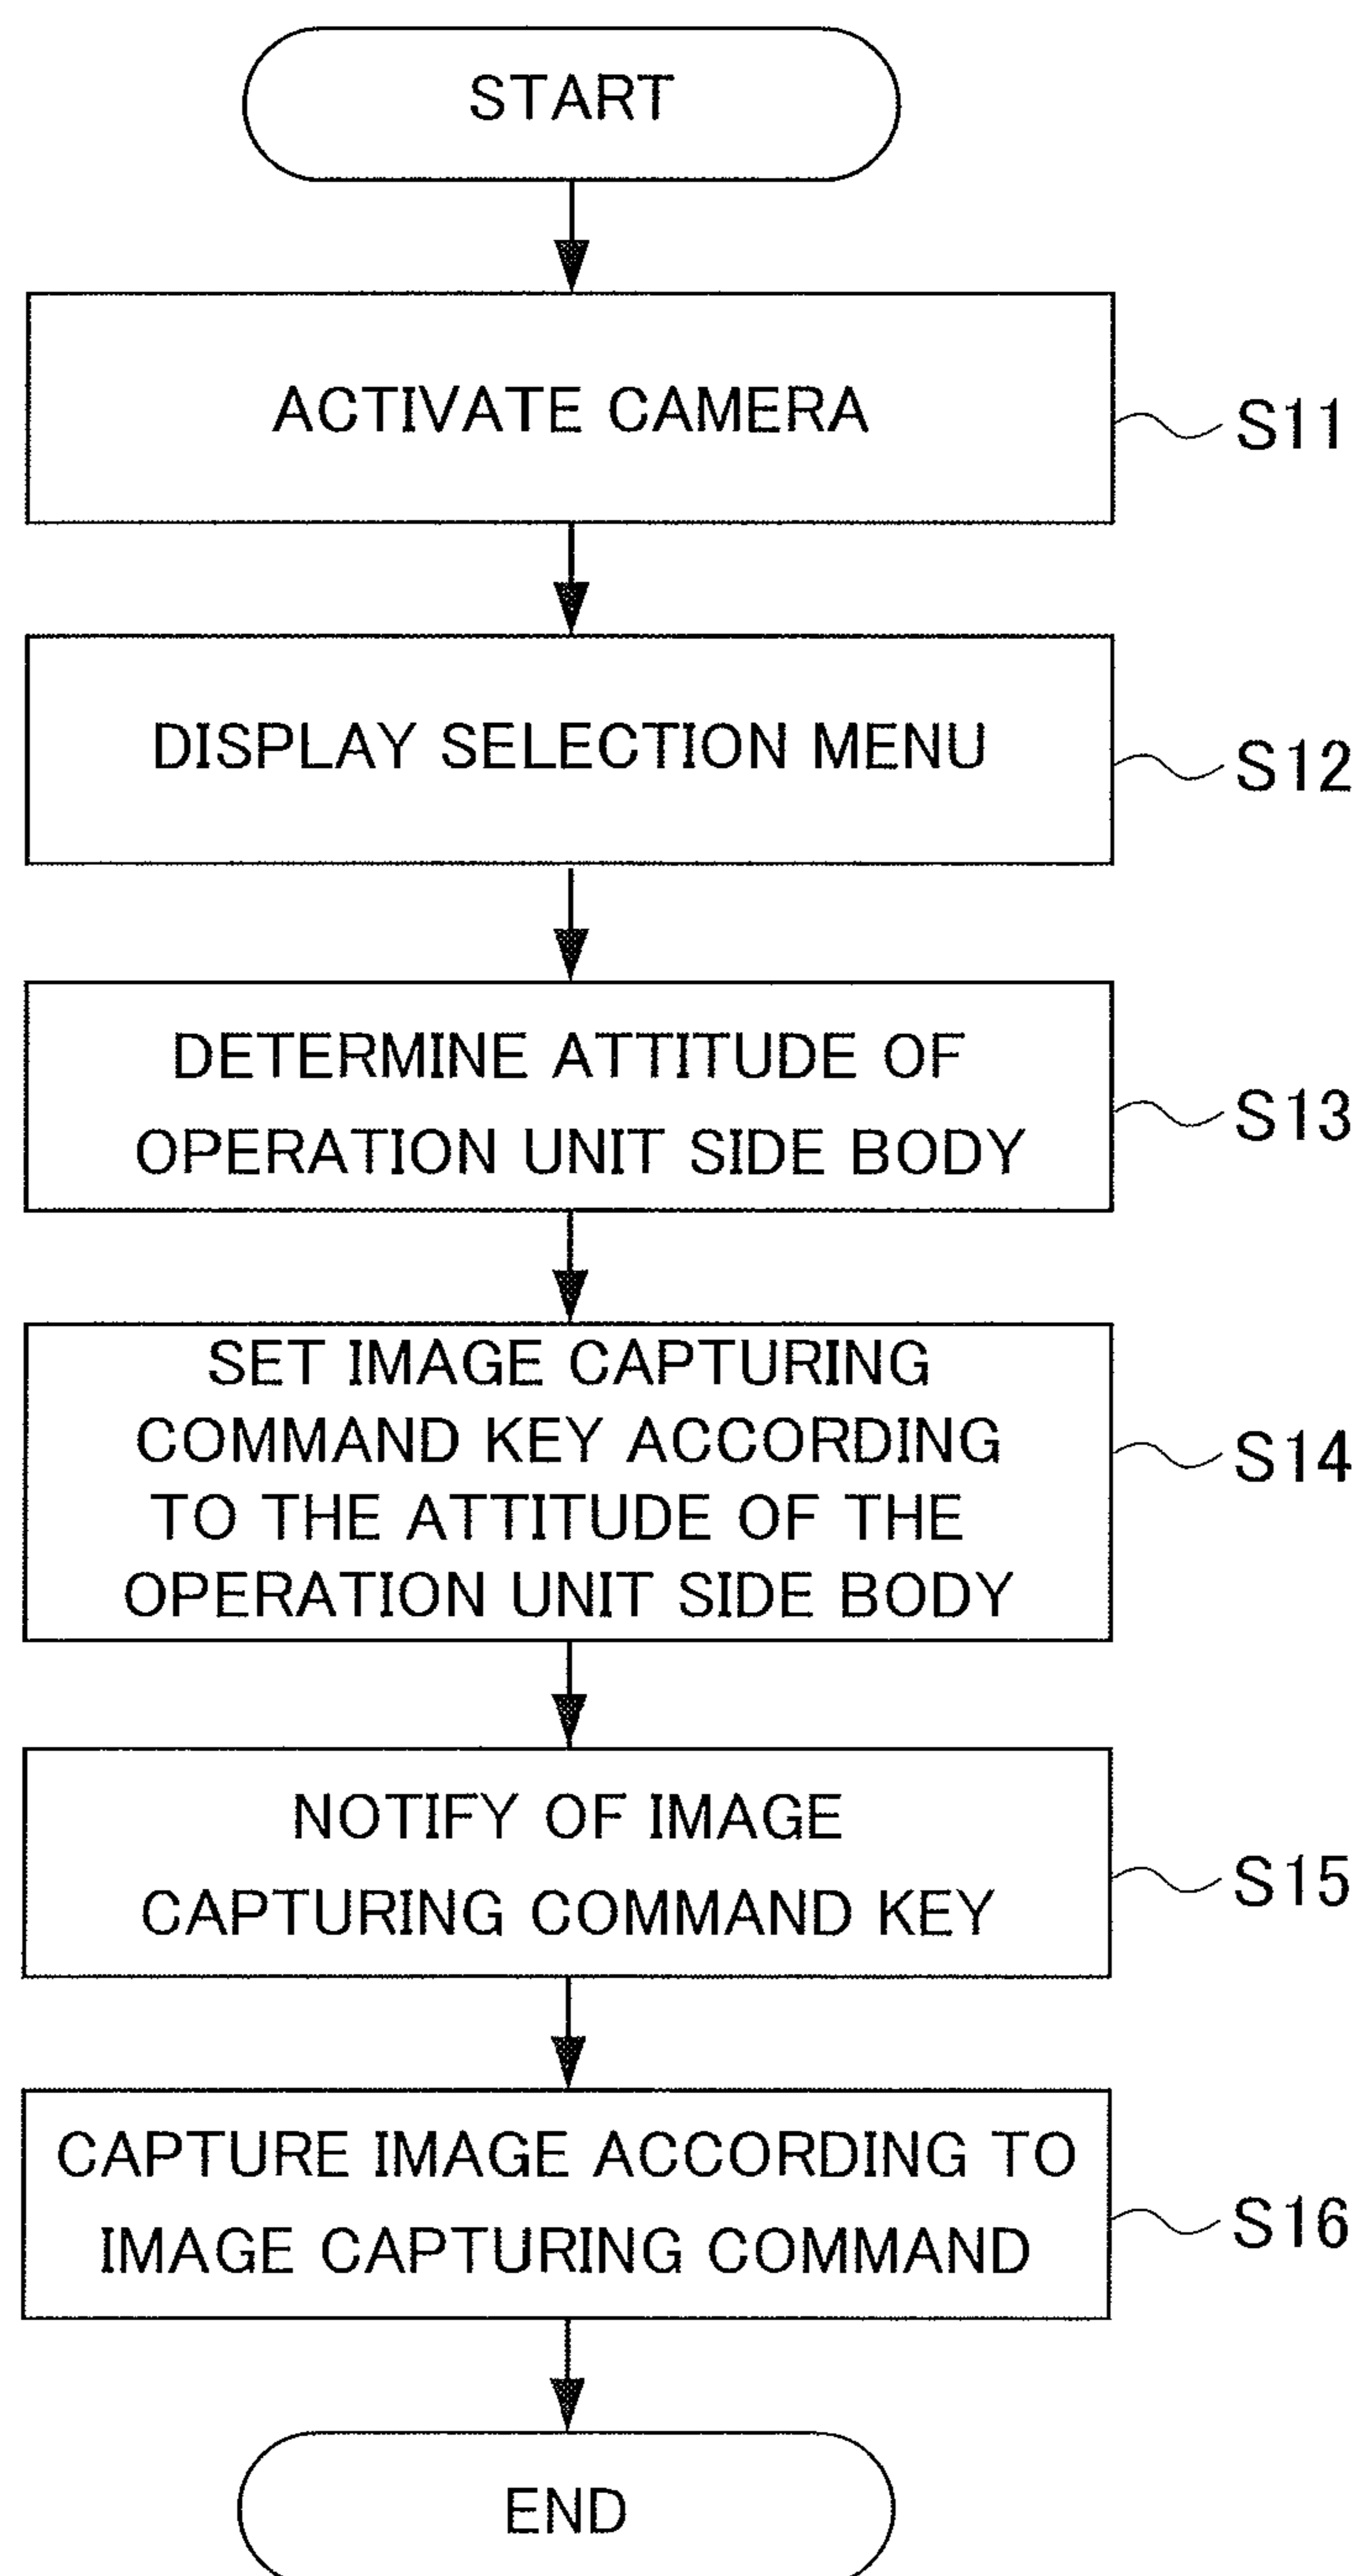 START
ACTIVATE CAMERA
S11
DISPLAY SELECTION MENU
S12
DETERMINE ATTITUDE OF
OPERATION UNIT SIDE BODY
S13
SET IMAGE CAPTURING
COMMAND KEY ACCORDING
TO THE ATTITUDE OF THE
OPERATION UNIT SIDE BODY
S14
NOTIFY OF IMAGE
CAPTURING COMMAND KEY
S15
CAPTURE IMAGE ACCORDING TO
IMAGE CAPTURING COMMAND
S16
END